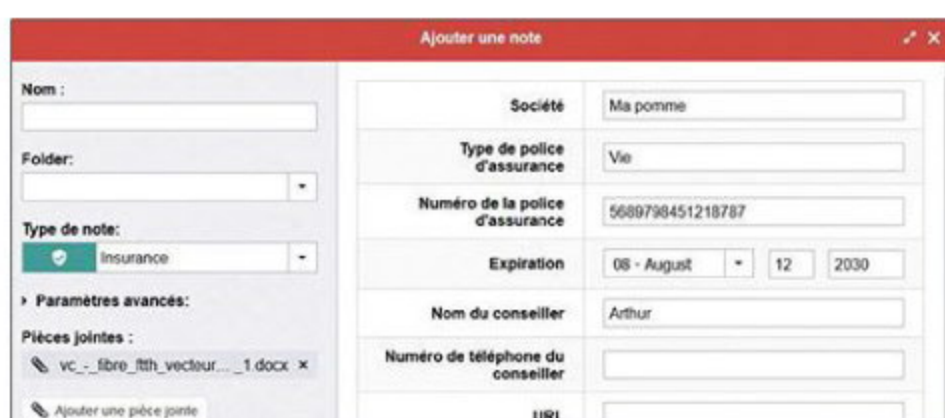 Ajouter une note
Nom :
Folder:
Type de note:
Insurance
Paramètres avancés:
Pièces jointes :
vc_-_fibre_ftth_vecteur..._1.docx ×
Ajouter une pièce jointe
Société
Ma pomme
Type de police
d'assurance
Vie
Numéro de la police
d'assurance
5689798451218787
Expiration
08 - August 12 2030
Nom du conseiller
Arthur
Numéro de téléphone du
conseiller
URL